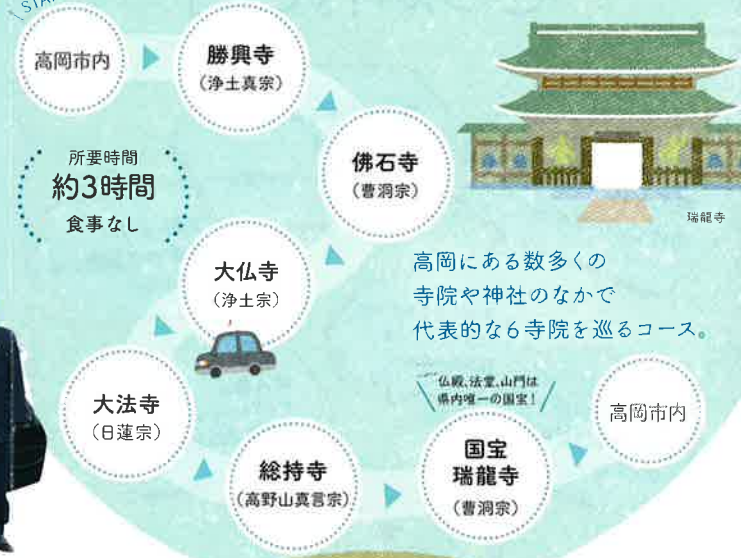 高岡市内
勝興寺
(浄土真宗)
佛石寺
(曹洞宗)
所要時間
約3時間
食事なし
瑞龍寺
大仏寺
(浄土宗)
高岡にある数多くの
寺院や神社のなかで
代表的な6寺院を巡るコース。
大法寺
(日蓮宗)
総持寺
(高野山真言宗)
仏殿、法堂、山門は
県内唯一の国宝!
国宝
瑞龍寺
(曹洞宗)
高岡市内